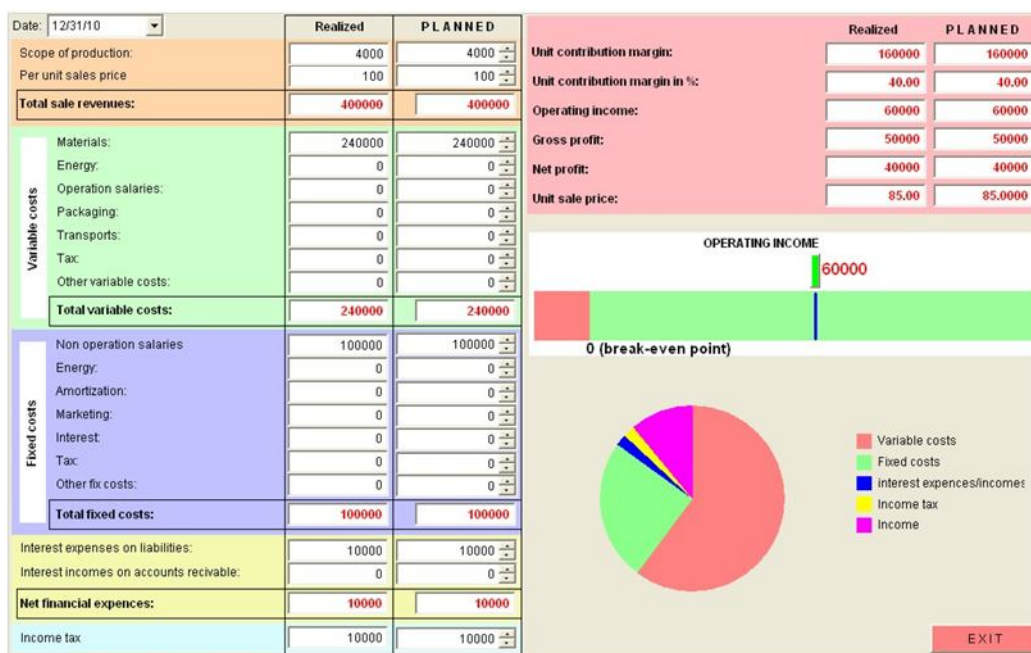 Date: 12/31/10 Realized PLANNED
Scope of production: 4000 4000
Per unit sales price 100 100
Total sale revenues: 400000 400000
Variable costs
Materials: 240000 240000
Energy: 0 0
Operation salaries: 0 0
Packaging: 0 0
Transports: 0 0
Tax: 0 0
Other variable costs: 0 0
Total variable costs: 240000 240000
Fixed costs
Non operation salaries 100000 100000
Energy: 0 0
Amortization: 0 0
Marketing: 0 0
Interest: 0 0
Tax: 0 0
Other fix costs: 0 0
Total fixed costs: 100000 100000
Interest expenses on liabilities: 10000 10000
Interest incomes on accounts recivable: 0 0
Net financial expences: 10000 10000
Income tax 10000 10000
Realized PLANNED
Unit contribution margin: 160000 160000
Unit contribution margin in %: 40.00 40.00
Operating income: 60000 60000
Gross profit: 50000 50000
Net profit: 40000 40000
Unit sale price: 85.00 85.0000
OPERATING INCOME
60000
0 (break-even point)
Variable costs
Fixed costs
interest expences/incomes
Income tax
Income
EXIT